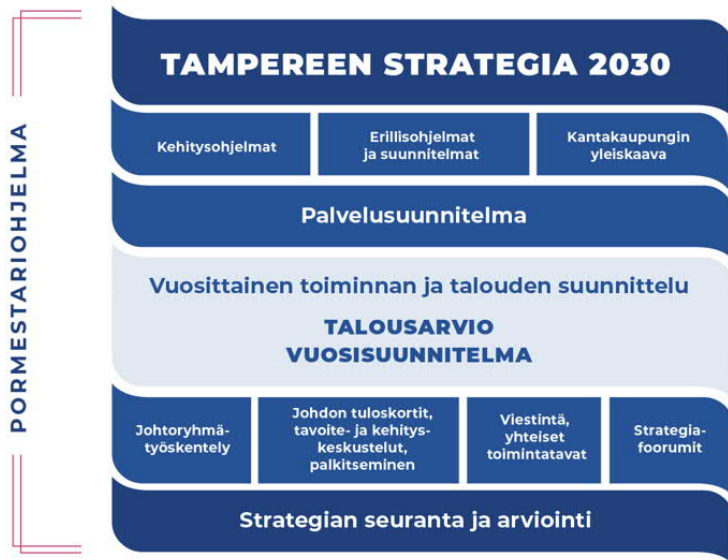 PORMESTARIOHJELMA
TAMPEREEN STRATEGIA 2030
Kehitysohjelmat
Erillisohjelmat
ja suunnitelmat
Kantakaupungin
yleiskaava
Palvelusuunnitelma
Vuosittainen toiminnan ja talouden suunnittelu
TALOUSARVIO
VUOSISUUNNITELMA
Johtoryhmä-
työskentely
Johdon tuloskortit,
tavoite- ja kehitys-
keskustelut,
palkitseminen
Viestintä,
yhteiset
toimintatavat
Strategia-
foorumit
Strategian seuranta ja arviointi